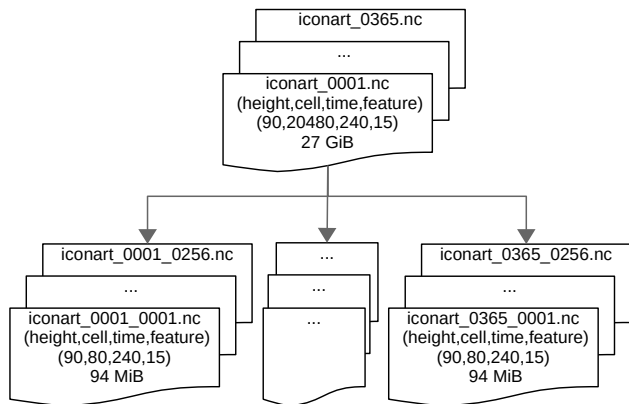 iconart_0365.nc
...
iconart_0001.nc
(height,cell,time,feature)
(90,20480,240,15)
27 GiB
iconart_0001_0256.nc
...
iconart_0001_0001.nc
(height,cell,time,feature)
(90,80,240,15)
94 MiB
...
...
...
iconart_0365_0256.nc
...
iconart_0365_0001.nc
(height,cell,time,feature)
(90,80,240,15)
94 MiB